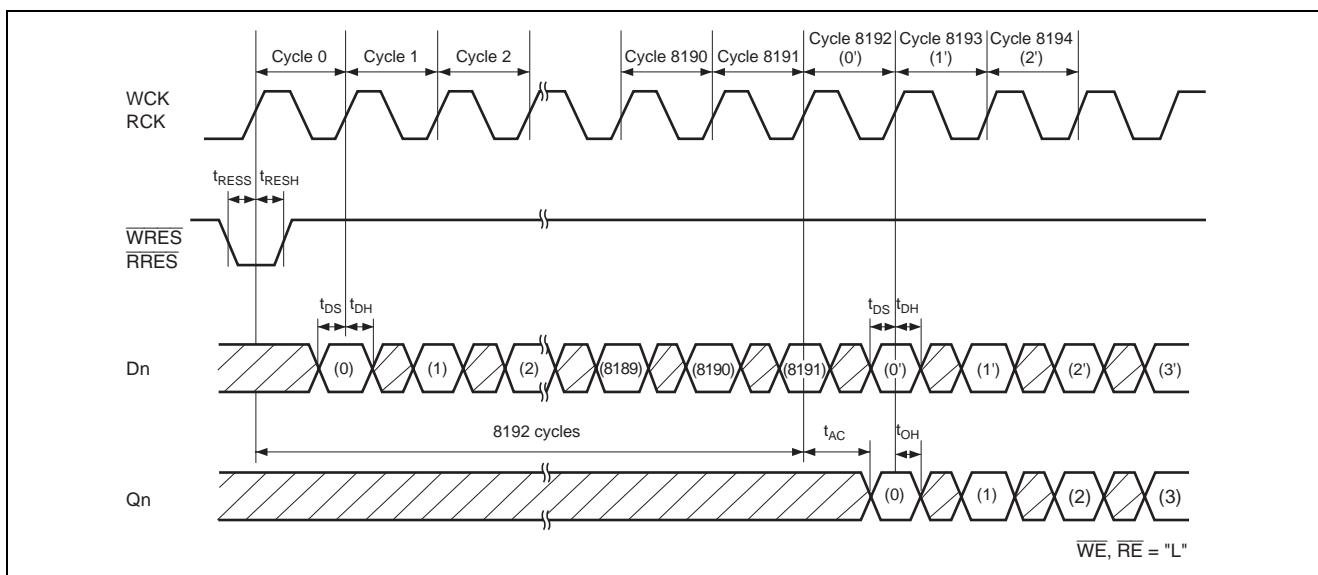 Cycle 0 Cycle 1 Cycle 2 Cycle 8190 Cycle 8191 Cycle 8192 (0') Cycle 8193 (1') Cycle 8194 (2')
WCK
RCK
tRESS tRESH
WRES
RRES
tDS tDH tDS tDH
Dn (0) (1) (2) (8189) (8190) (8191) (0') (1') (2') (3')
8192 cycles tAC tOH
Qn (0) (1) (2) (3)
WE, RE = "L"